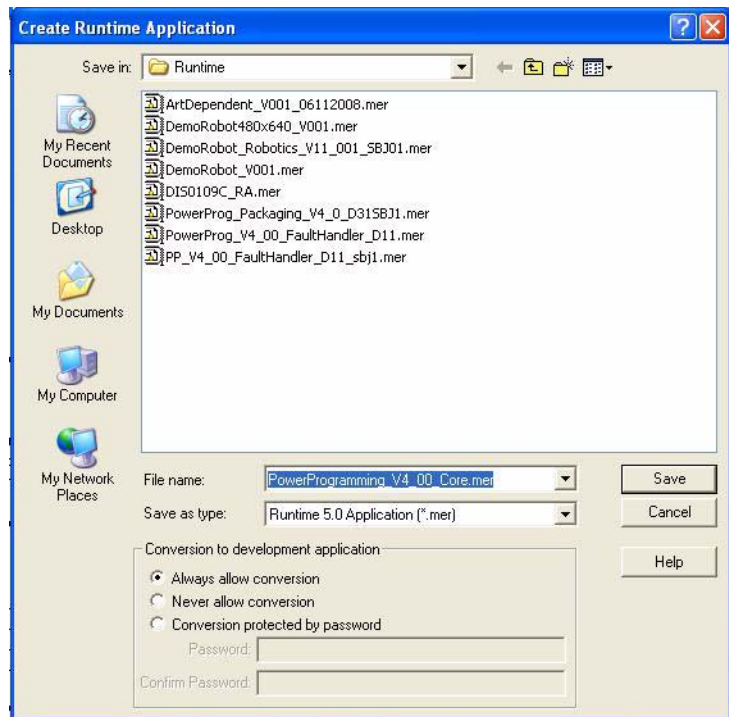 Create Runtime Application
Save in:
Runtime
My Recent
Documents
Desktop
My Documents
My Computer
My Network
Places
ArtDependent_V001_06112008.mer
DemoRobot480x640_V001.mer
DemoRobot_Robotics_V11_001_SBJ01.mer
DemoRobot_V001.mer
DIS0109C_RA.mer
PowerProg_Packaging_V4_0_D31SBJ1.mer
PowerProg_V4_00_FaultHandler_D11.mer
PP_V4_00_FaultHandler_D11_sbj1.mer
File name:
PowerProgramming_V4_00_Core.mer
Save
Save as type:
Runtime 5.0 Application (*.mer)
Cancel
Help
Conversion to development application
Always allow conversion
Never allow conversion
Conversion protected by password
Password:
Confirm Password: